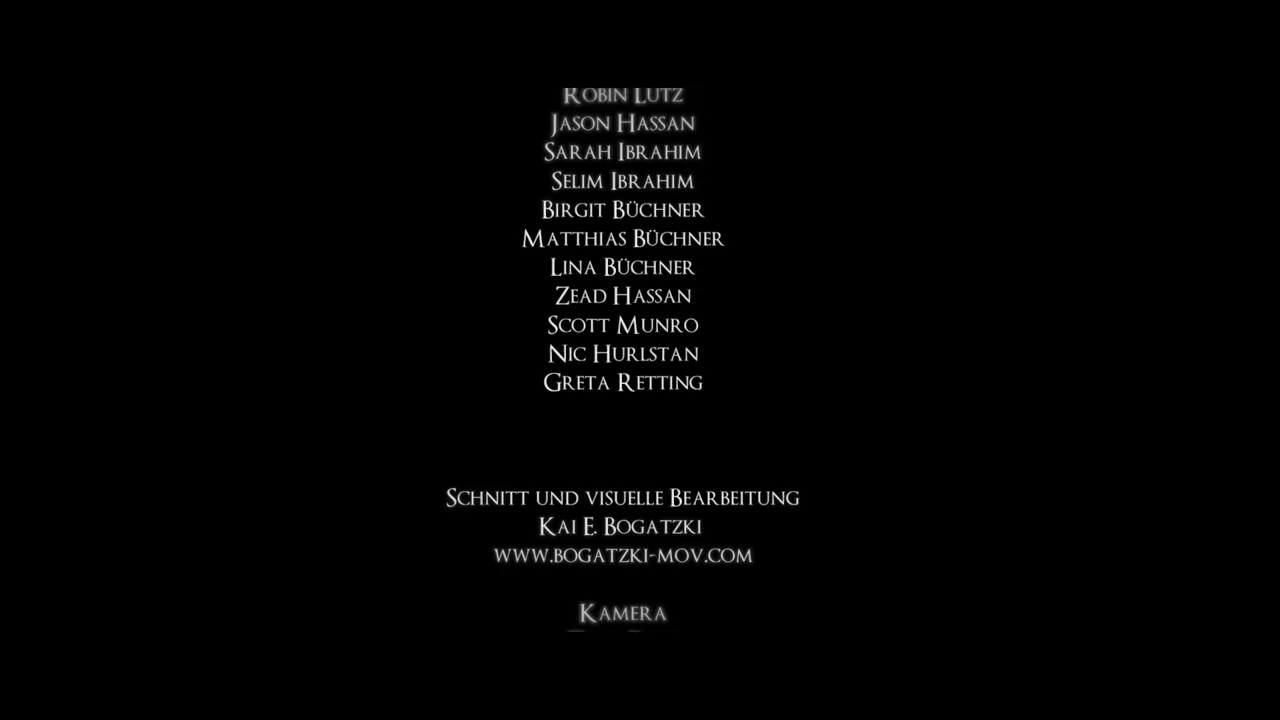 Robin Lutz
Jason Hassan
Sarah Ibrahim
Selim Ibrahim
Birgit Büchner
Matthias Büchner
Lina Büchner
Zead Hassan
Scott Munro
Nic Hurlstan
Greta Retting
Schnitt und visuelle Bearbeitung
Kai E. Bogatzki
www.bogatzki-mov.com
Kamera